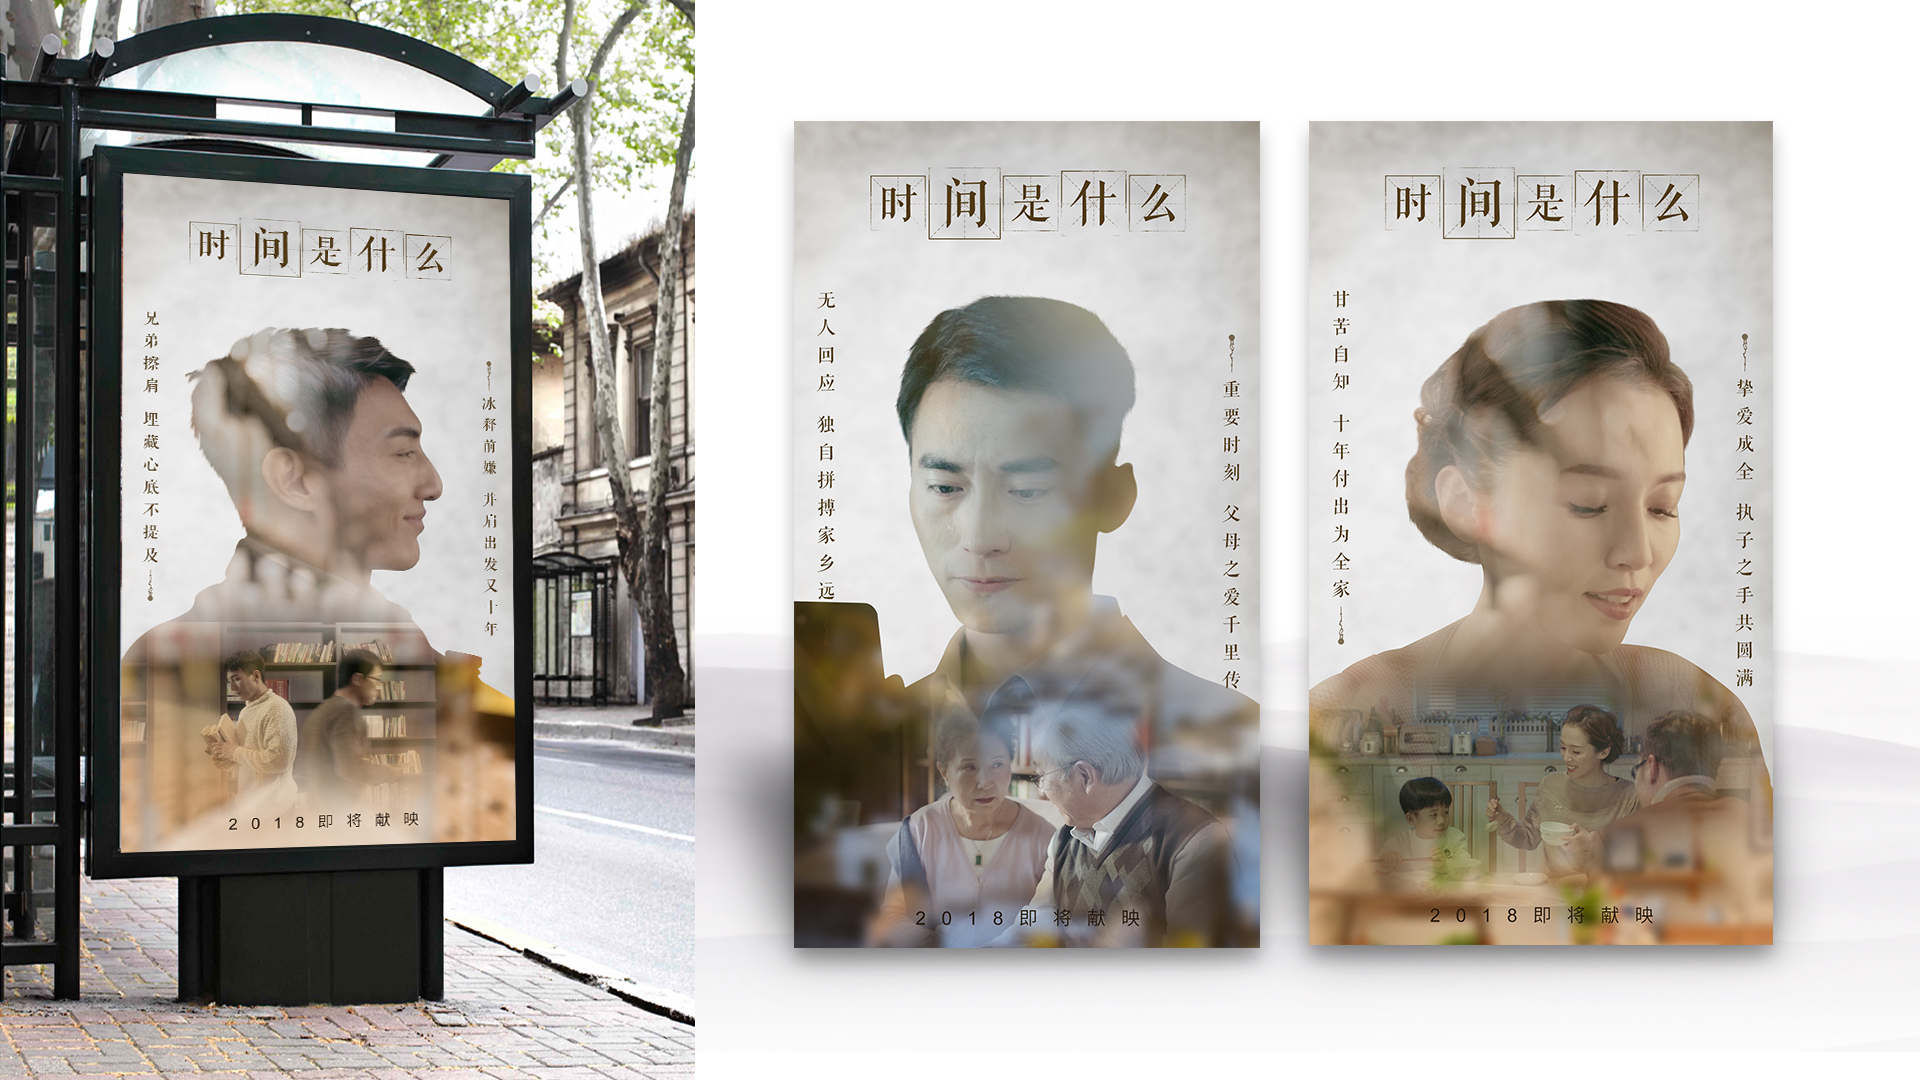 时间是什么
兄弟擦肩 埋藏心底不提及
冰释前嫌 并肩出发又十年
2018即将献映
时间是什么
无人回应 独自拼搏家乡远
重要时刻 父母之爱千里传
2018即将献映
时间是什么
甘苦自知 十年付出为全家
挚爱成全 执子之手共圆满
2018即将献映